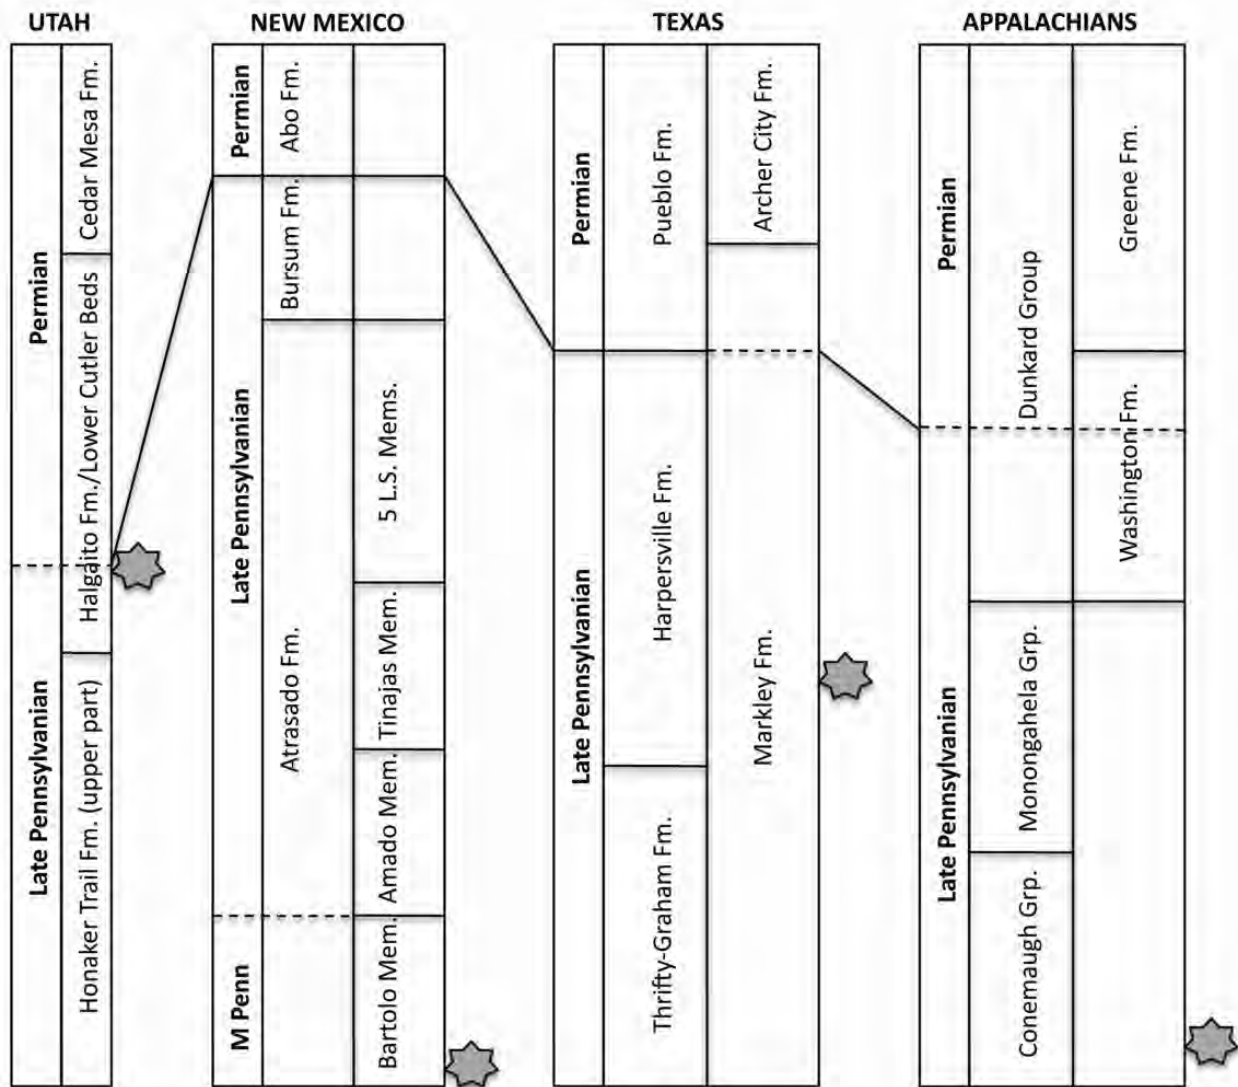 UTAH
Permian
Late Pennsylvanian
Cedar Mesa Fm.
Halgaito Fm./Lower Cutler Beds
Honaker Trail Fm. (upper part)
NEW MEXICO
Permian
Late Pennsylvanian
M Penn
Abo Fm.
Bursum Fm.
Atrasado Fm.
5 L.S. Mems.
Tinajas Mem.
Amado Mem.
Bartolo Mem.
TEXAS
Permian
Late Pennsylvanian
Pueblo Fm.
Harpersville Fm.
Thrifty-Graham Fm.
Archer City Fm.
Markley Fm.
APPALACHIANS
Permian
Late Pennsylvanian
Dunkard Group
Monongahela Grp.
Conemaugh Grp.
Greene Fm.
Washington Fm.